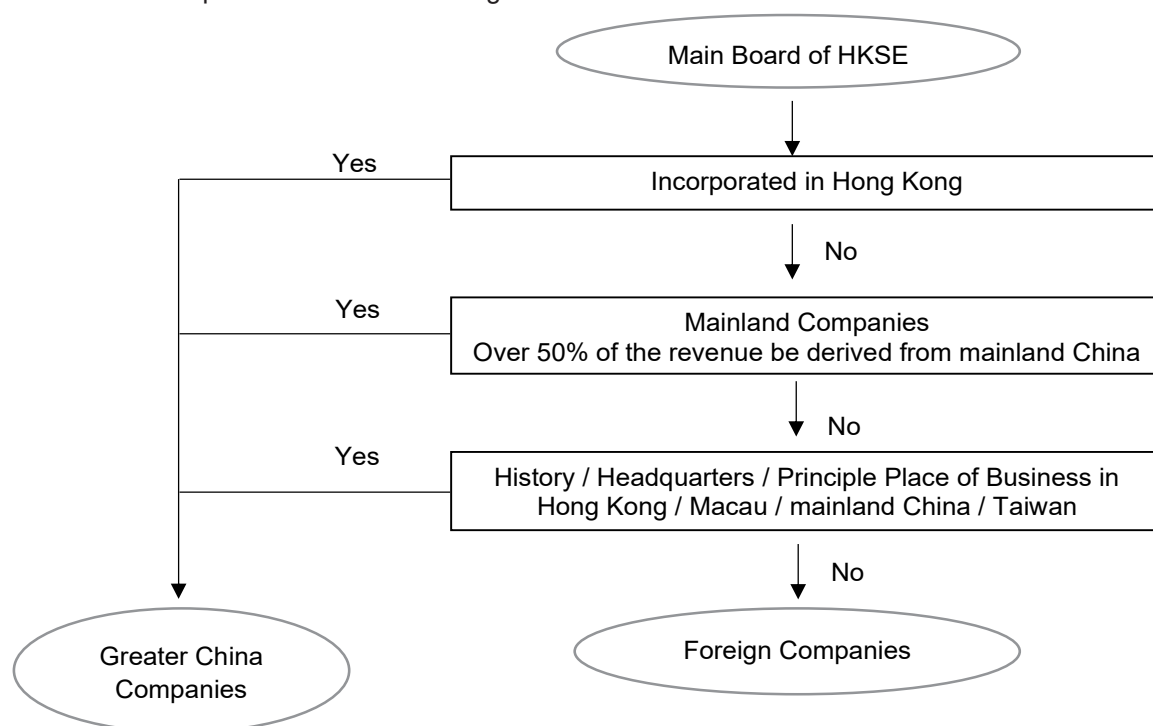 Main Board of HKSE
Yes
Incorporated in Hong Kong
No
Yes
Mainland Companies
Over 50% of the revenue be derived from mainland China
No
Yes
History / Headquarters / Principle Place of Business in
Hong Kong / Macau / mainland China / Taiwan
No
Greater China
Companies
Foreign Companies